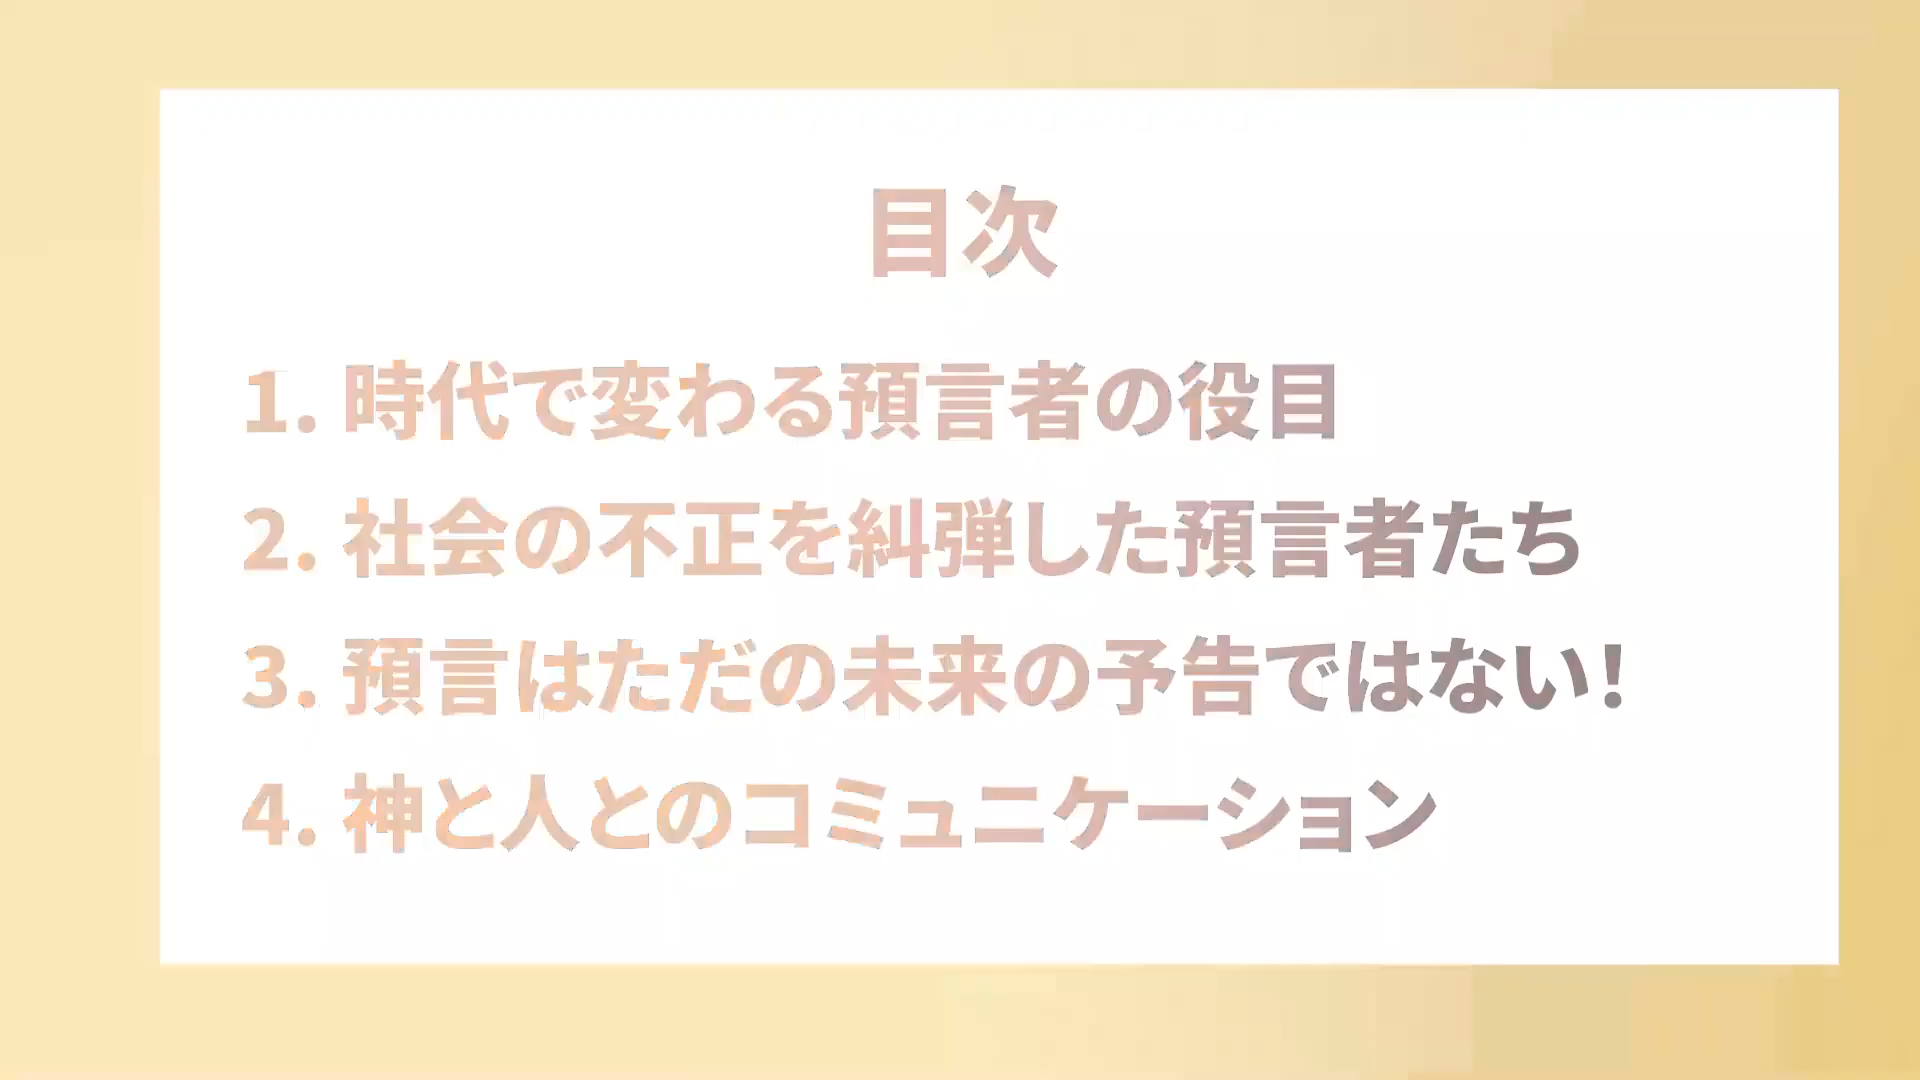 目次
1. 時代で変わる預言者の役目
2. 社会の不正を糾弾した預言者たち
3. 預言はただの未来の予告ではない!
4. 神と人とのコミュニケーション